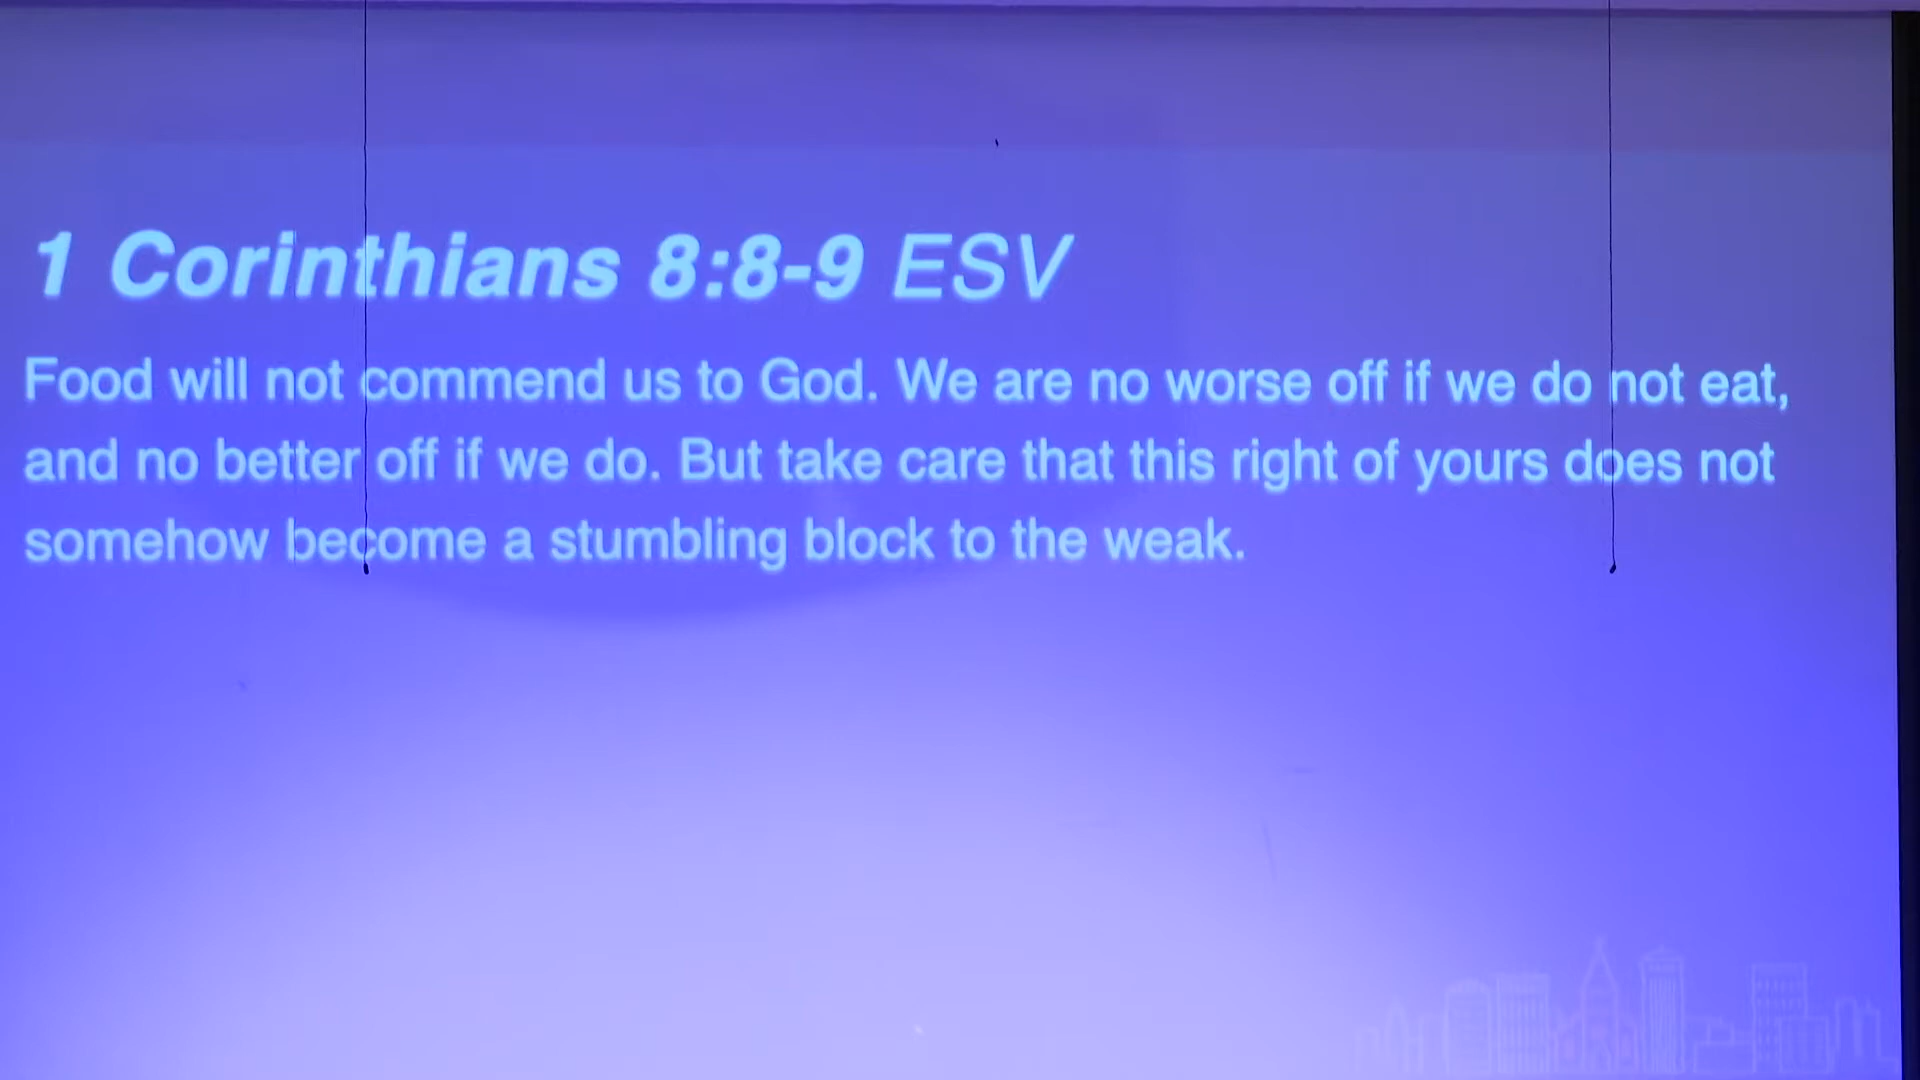 1 Corinthians 8:8-9 ESV
Food will not commend us to God. We are no worse off if we do not eat,
and no better off if we do. But take care that this right of yours does not
somehow become a stumbling block to the weak.